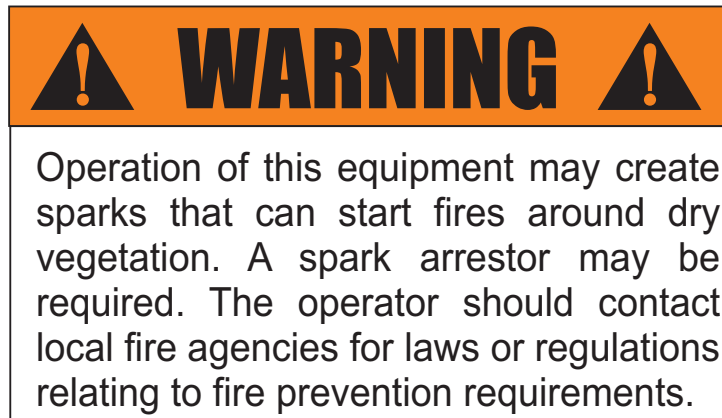 WARNING
Operation of this equipment may create
sparks that can start fires around dry
vegetation. A spark arrestor may be
required. The operator should contact
local fire agencies for laws or regulations
relating to fire prevention requirements.